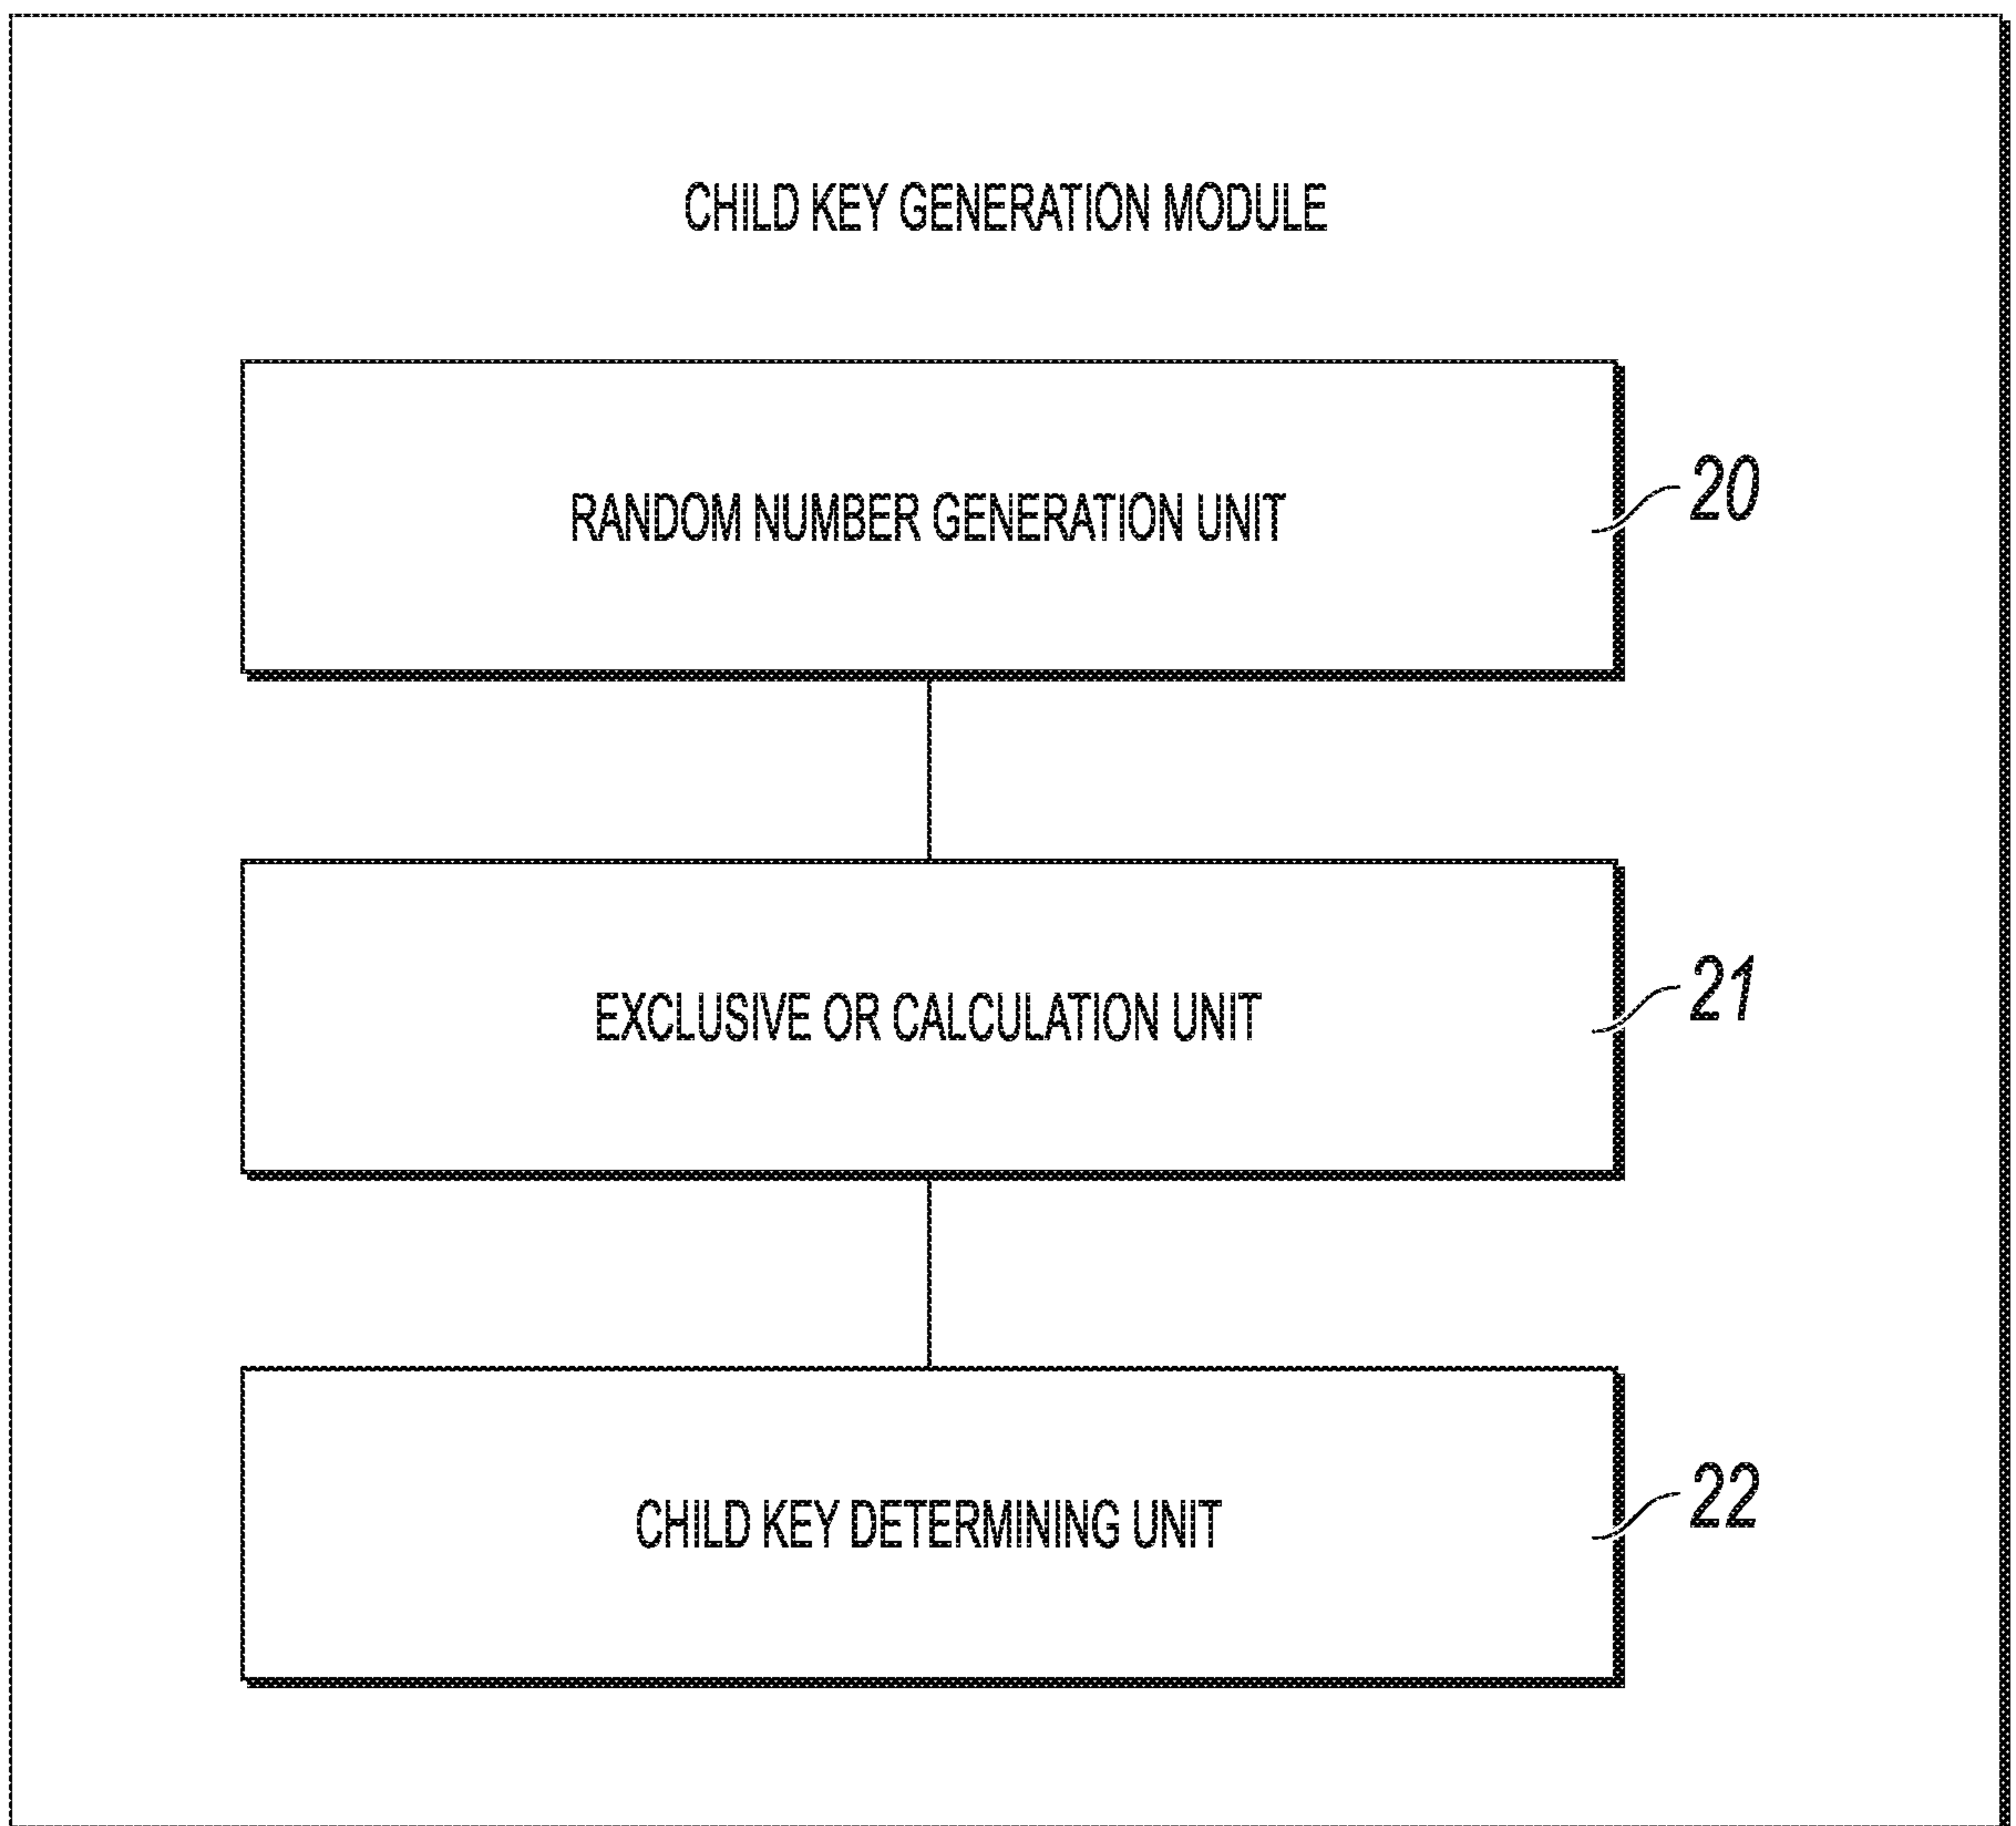 CHILD KEY GENERATION MODULE
RANDOM NUMBER GENERATION UNIT
20
EXCLUSIVE OR CALCULATION UNIT
21
CHILD KEY DETERMINING UNIT
22